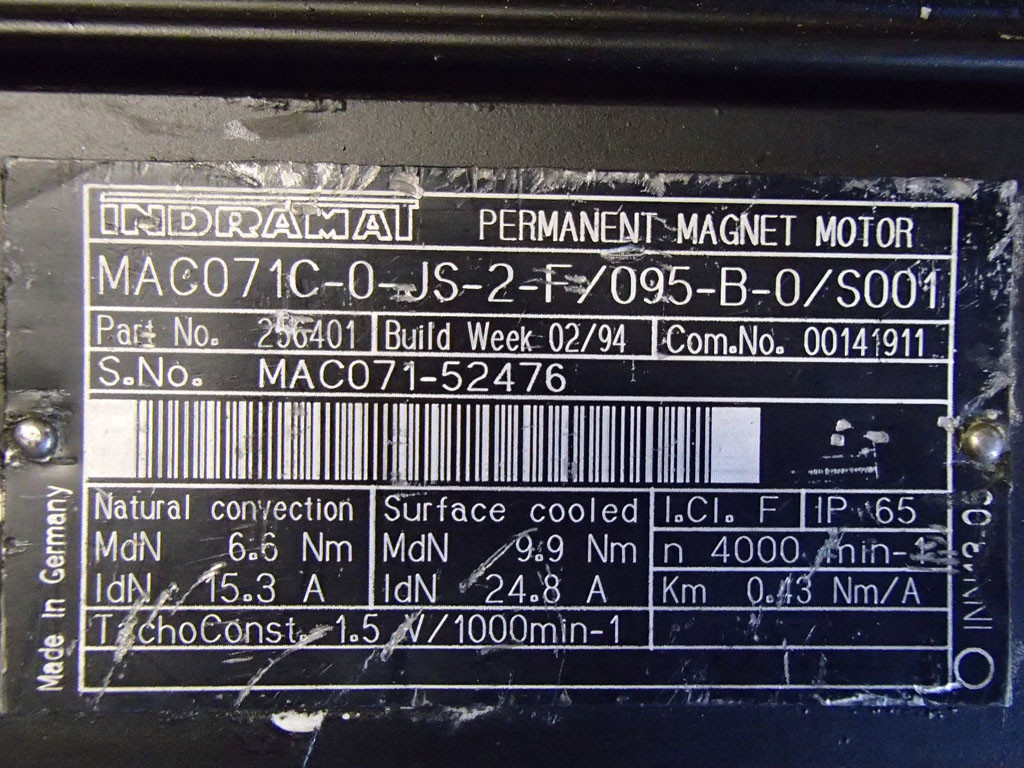 INDRAMAT PERMANENT MAGNET MOTOR
MAC071C-0-JS-2-F/095-B-0/S001
Part No. 256401 Build Week 02/94 Com.No. 00141911
S.No. MAC071-52476
Natural convection Surface cooled I.Cl. F IP 65
MdN 6.6 Nm MdN 9.9 Nm n 4000 min-1
IdN 15.3 A IdN 24.8 A Km 0.43 Nm/A
TachoConst. 1.5 V/1000min-1
Made In Germany